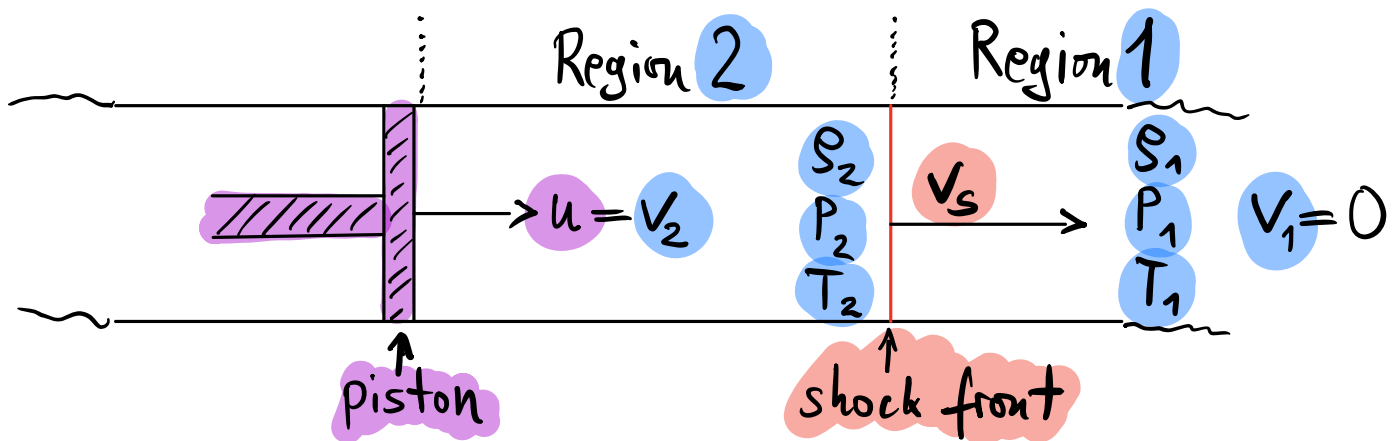 Region 2
Region 1
ρ₂
P₂
T₂
u = V₂
Vₛ
ρ₁
P₁
T₁
V₁ = 0
piston
shock front